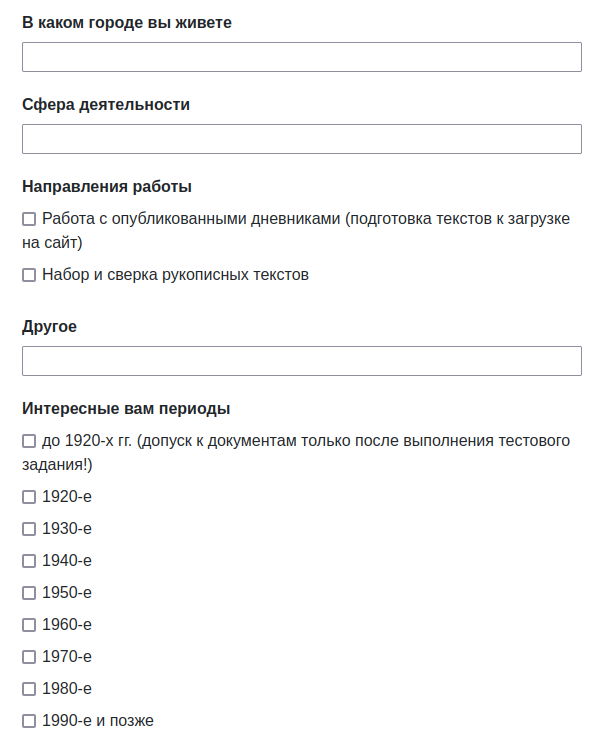 В каком городе вы живете
Сфера деятельности
Направления работы
Работа с опубликованными дневниками (подготовка текстов к загрузке
на сайт)
Набор и сверка рукописных текстов
Другое
Интересные вам периоды
до 1920-х гг. (допуск к документам только после выполнения тестового
задания!)
1920-е
1930-е
1940-е
1950-е
1960-е
1970-е
1980-е
1990-е и позже